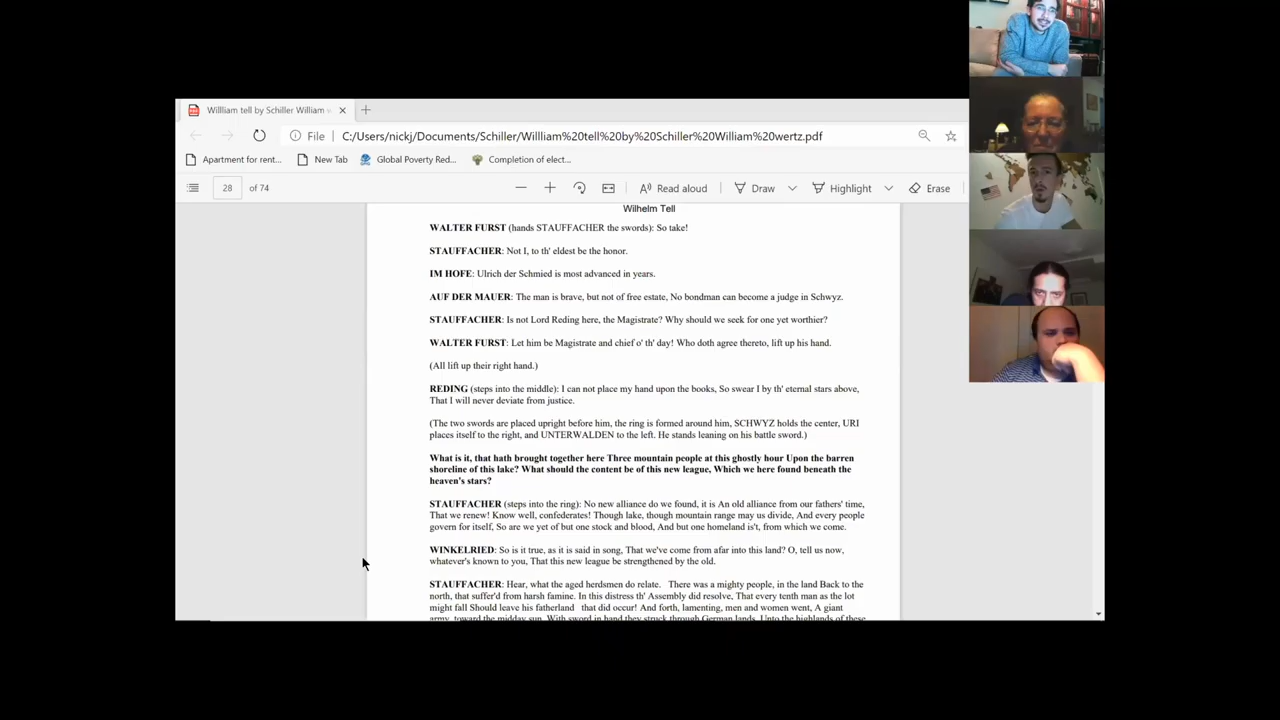 Willliam tell by Schiller William
File
C:/Users/nickj/Documents/Schiller/Willliam%20tell%20by%20Schiller%20William%20wertz.pdf
Apartment for rent...
New Tab
Global Poverty Red...
Completion of elect...
28 of 74
Read aloud
Draw
Highlight
Erase
Wilhelm Tell
WALTER FURST (hands STAUFFACHER the swords): So take!
STAUFFACHER: Not I, to th' eldest be the honor.
IM HOFE: Ulrich der Schmied is most advanced in years.
AUF DER MAUER: The man is brave, but not of free estate, No bondman can become a judge in Schwyz.
STAUFFACHER: Is not Lord Reding here, the Magistrate? Why should we seek for one yet worthier?
WALTER FURST: Let him be Magistrate and chief o' th' day! Who doth agree thereto, lift up his hand.
(All lift up their right hand.)
REDING (steps into the middle): I can not place my hand upon the books, So swear I by th' eternal stars above,
That I will never deviate from justice.
(The two swords are placed upright before him, the ring is formed around him, SCHWYZ holds the center, URI
places itself to the right, and UNTERWALDEN to the left. He stands leaning on his battle sword.)
What is it, that hath brought together here Three mountain people at this ghostly hour Upon the barren
shoreline of this lake? What should the content be of this new league, Which we here found beneath the
heaven's stars?
STAUFFACHER (steps into the ring): No new alliance do we found, it is An old alliance from our fathers' time,
That we renew! Know well, confederates! Though lake, though mountain range may us divide, And every people
govern for itself, So are we yet of but one stock and blood, And but one homeland is't, from which we come.
WINKELRIED: So is it true, as it is said in song, That we've come from afar into this land? O, tell us now,
whatever's known to you, That this new league be strengthened by the old.
STAUFFACHER: Hear, what the aged herdsmen do relate. There was a mighty people, in the land Back to the
north, that suffer'd from harsh famine. In this distress th' Assembly did resolve, That every tenth man as the lot
might fall Should leave his fatherland that did occur! And forth, lamenting, men and women went, A giant
army, toward the midday sun, With sword in hand they struck through German lands, Unto the highlands of these